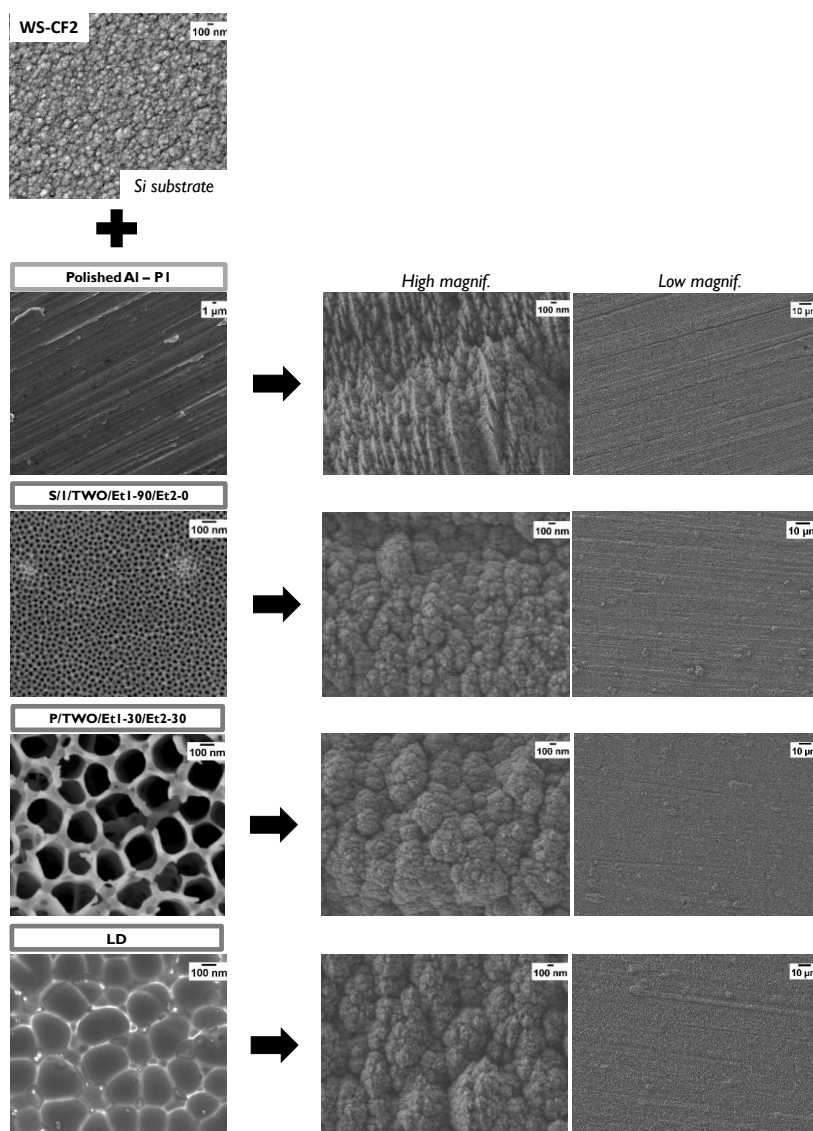 WS-CF2
100 nm
Si substrate
Polished Al – P1
High magnif.
Low magnif.
1 µm
100 nm
10 µm
S/1/TWO/Et1-90/Et2-0
100 nm
100 nm
10 µm
P/TWO/Et1-30/Et2-30
100 nm
100 nm
10 µm
LD
100 nm
100 nm
10 µm